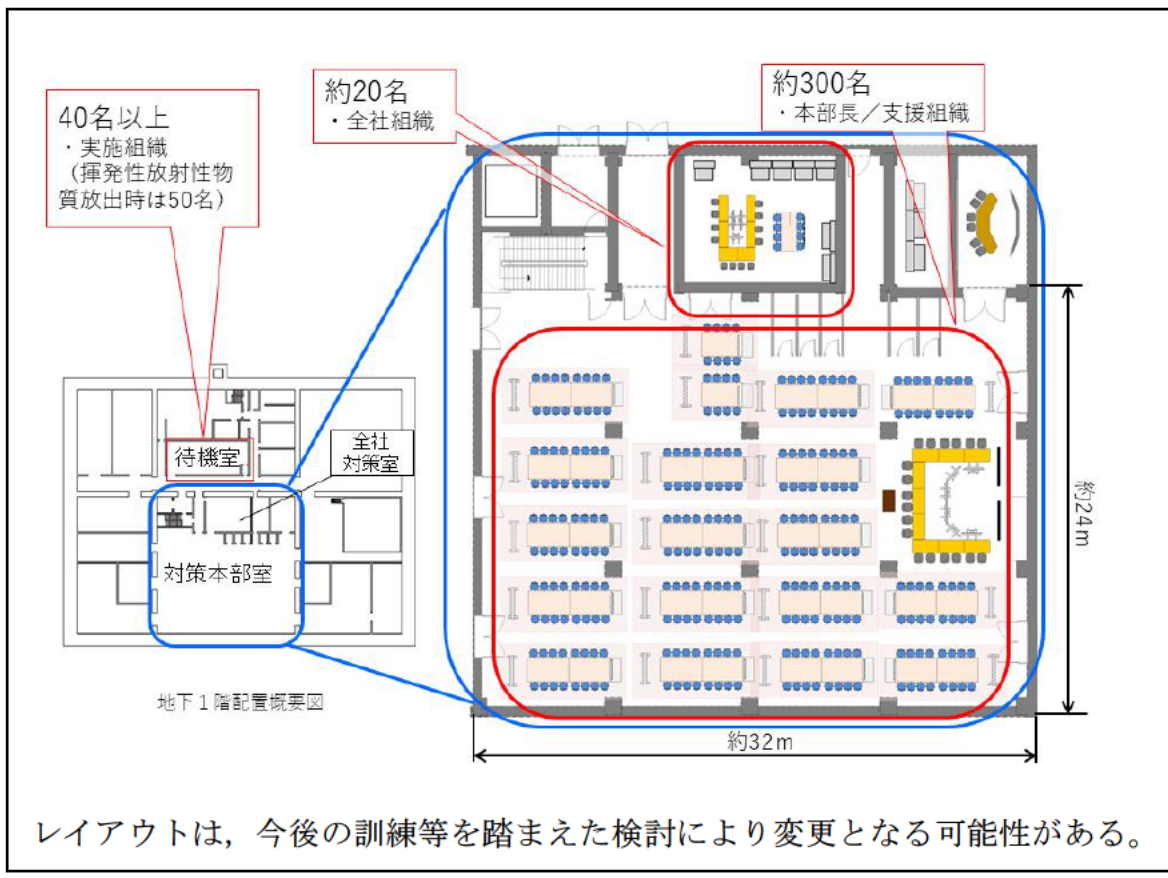 40名以上
・実施組織
（揮発性放射性物
質放出時は50名）
約20名
・全社組織
約300名
・本部長／支援組織
待機室
全社
対策室
対策本部室
地下１階配置概要図
約24m
約32m
レイアウトは，今後の訓練等を踏まえた検討により変更となる可能性がある。